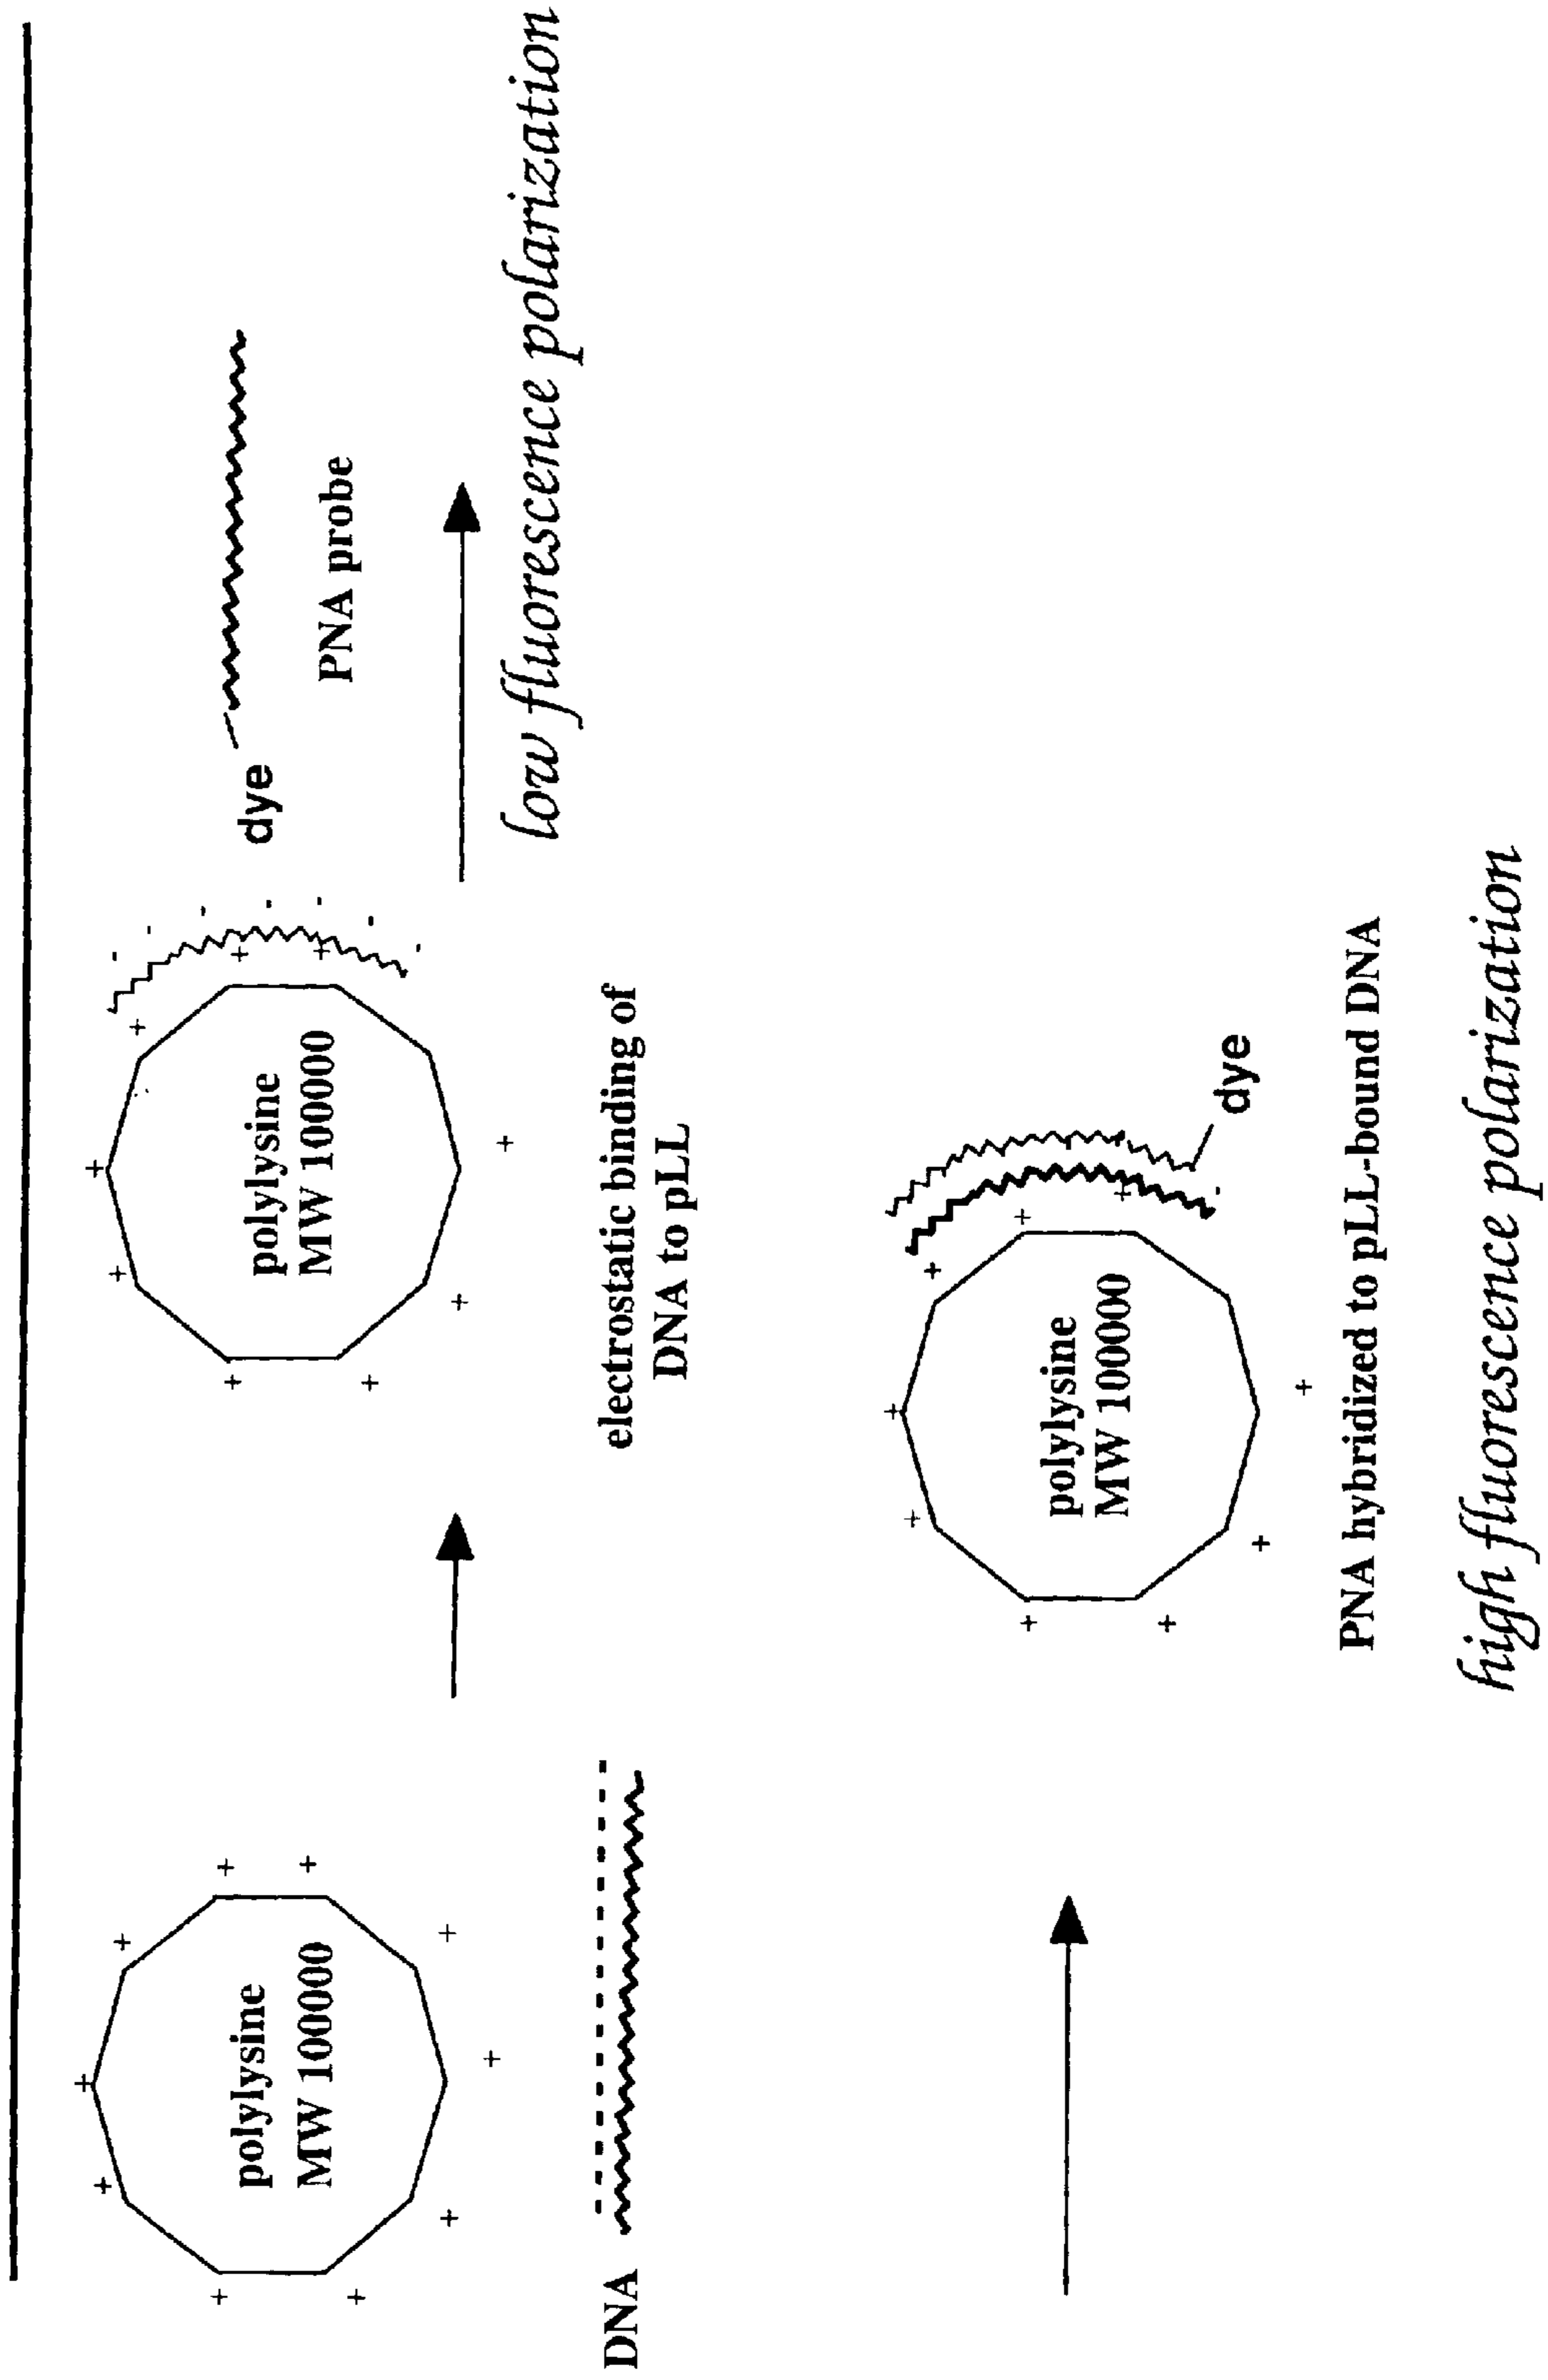 polylysine
MW 100000
DNA
polylysine
MW 100000
electrostatic binding of
DNA to pLL
dye
PNA probe
low fluorescence polarization
polylysine
MW 100000
dye
PNA hybridized to pLL-bound DNA
high fluorescence polarization